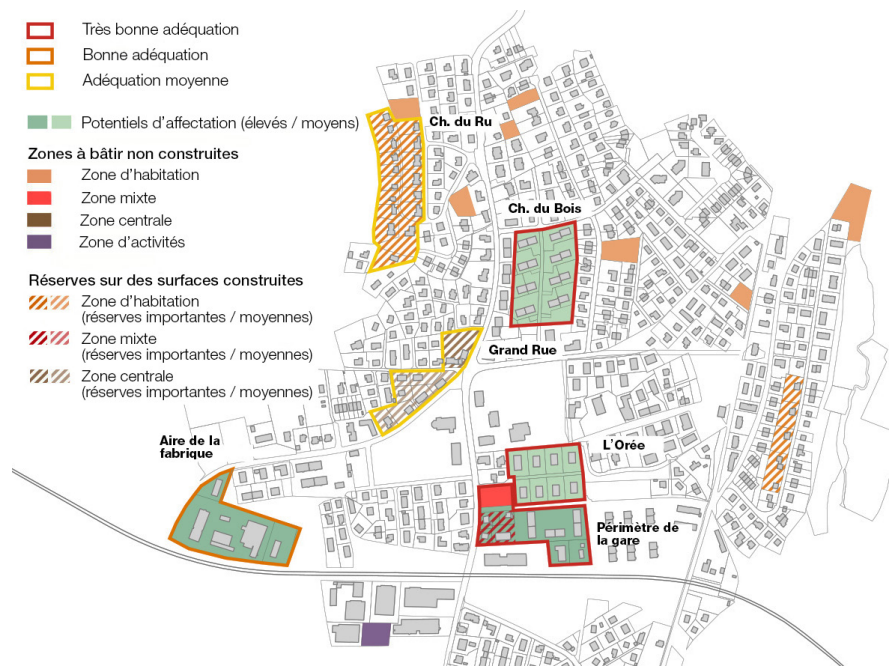 Très bonne adéquation
Bonne adéquation
Adéquation moyenne
Potentiels d'affectation (élevés / moyens)
Zones à bâtir non construites
Zone d'habitation
Zone mixte
Zone centrale
Zone d'activités
Réserves sur des surfaces construites
Zone d'habitation
(réserves importantes / moyennes)
Zone mixte
(réserves importantes / moyennes)
Zone centrale
(réserves importantes / moyennes)
Ch. du Ru
Ch. du Bois
Grand Rue
Aire de la
fabrique
L'Orée
Périmètre de
la gare